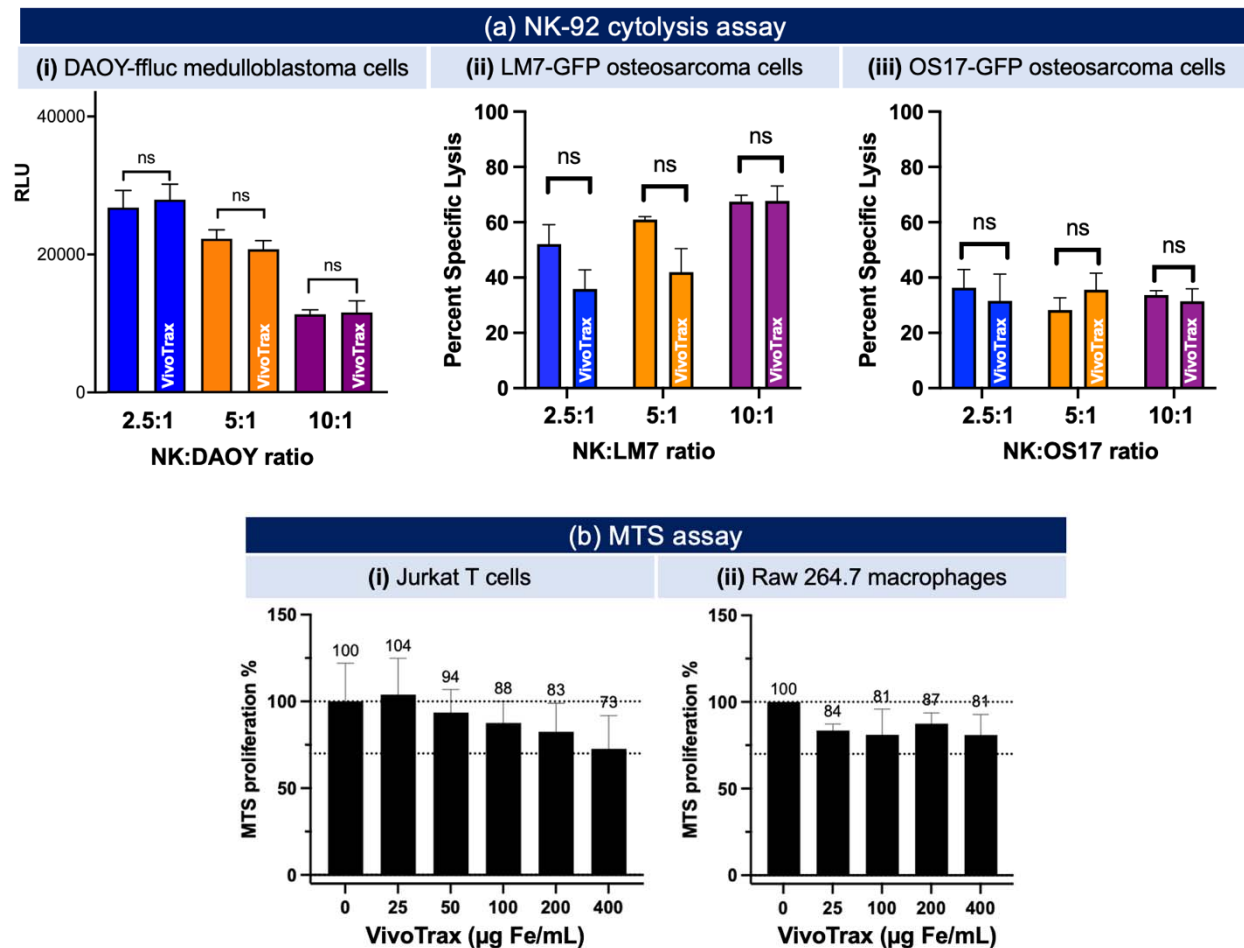 (a) NK-92 cytolysis assay
(i) DAOY-ffluc medulloblastoma cells
(ii) LM7-GFP osteosarcoma cells
(iii) OS17-GFP osteosarcoma cells
RLU
40000
20000
0
ns
ns
ns
VivoTrax
VivoTrax
VivoTrax
2.5:1 5:1 10:1
NK:DAOY ratio
Percent Specific Lysis
100
80
60
40
20
0
ns
ns
ns
VivoTrax
VivoTrax
VivoTrax
2.5:1 5:1 10:1
NK:LM7 ratio
Percent Specific Lysis
100
80
60
40
20
0
ns
ns
ns
VivoTrax
VivoTrax
VivoTrax
2.5:1 5:1 10:1
NK:OS17 ratio
(b) MTS assay
(i) Jurkat T cells
(ii) Raw 264.7 macrophages
MTS proliferation %
150
100
50
0
100 104 94 88 83 73
0 25 50 100 200 400
VivoTrax (µg Fe/mL)
MTS proliferation %
150
100
50
0
100 84 81 87 81
0 25 100 200 400
VivoTrax (µg Fe/mL)